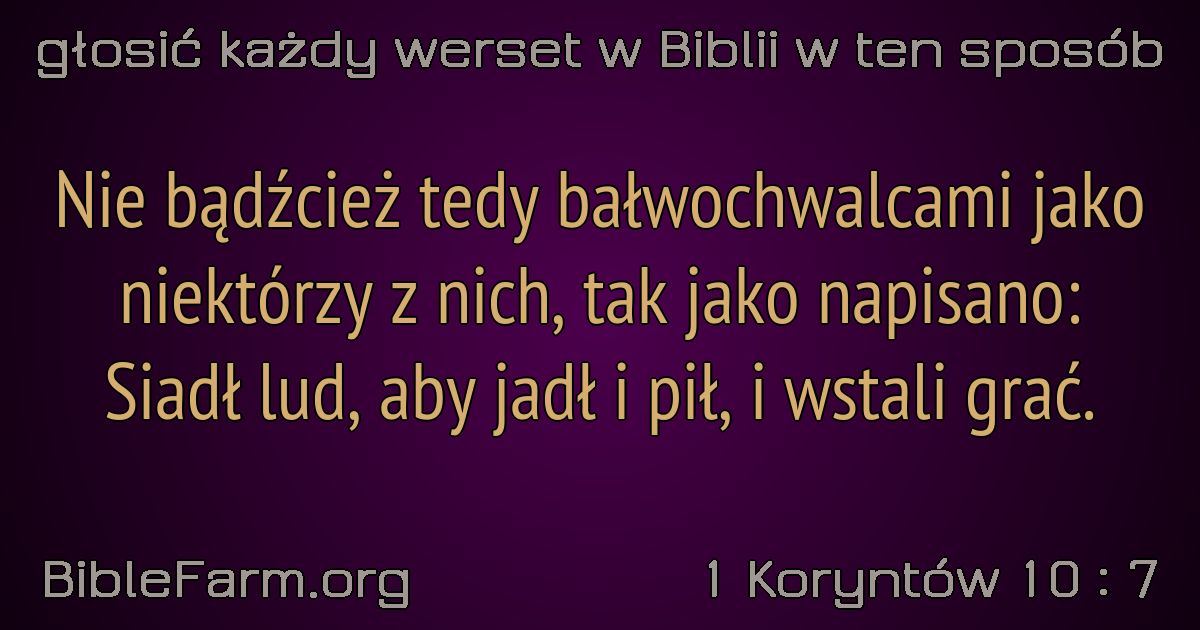 głosić każdy werset w Biblii w ten sposób
Nie bądźcież tedy bałwochwalcami jako
niektórzy z nich, tak jako napisano:
Siadł lud, aby jadł i pił, i wstali grać.
BibleFarm.org
1 Koryntów 10 : 7